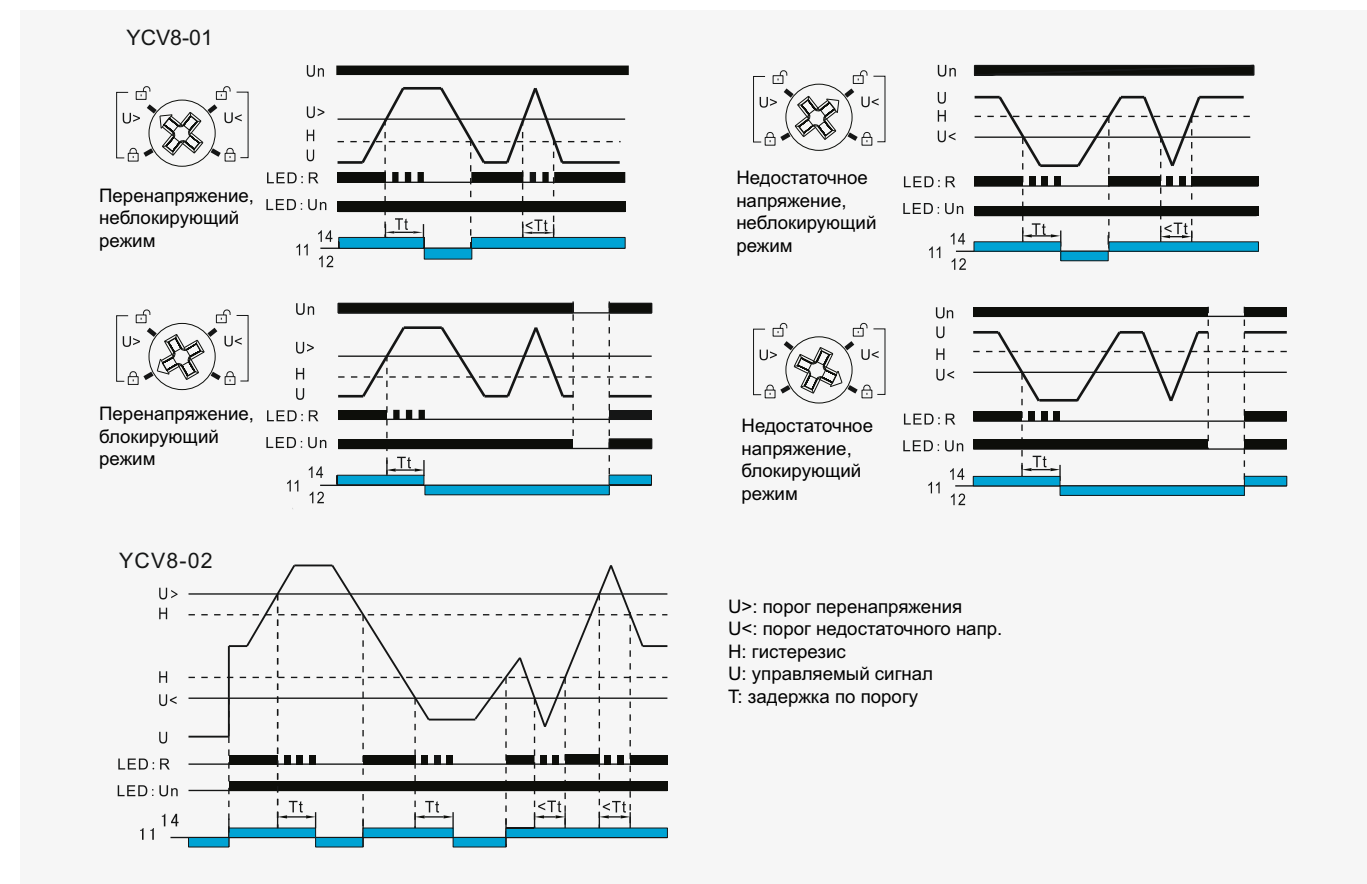 YCV8-01
U> U<
Перенапряжение,
неблокирующий
режим
Un
U>
H
U
LED:R
LED:Un
Tt <Tt
14
11
12
U> U<
Недостаточное
напряжение,
неблокирующий
режим
Un
U
H
U<
LED:R
LED:Un
Tt <Tt
14
11
12
U> U<
Перенапряжение,
блокирующий
режим
Un
U>
H
U
LED:R
LED:Un
Tt
14
11
12
U> U<
Недостаточное
напряжение,
блокирующий
режим
Un
U
H
U<
LED:R
LED:Un
Tt
14
11
12
YCV8-02
U>
H
H
U<
U
LED:R
LED:Un
Tt Tt <Tt <Tt
14
11
12
U>: порог перенапряжения
U<: порог недостаточного напр.
H: гистерезис
U: управляемый сигнал
T: задержка по порогу